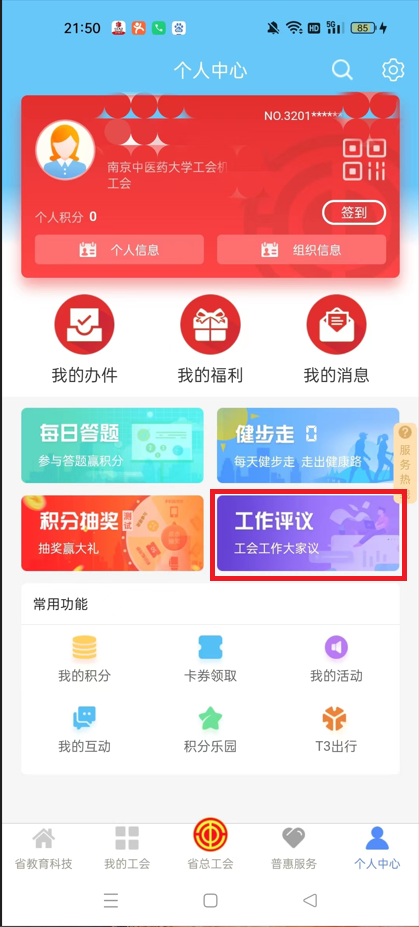 21:50
HD
5G
85
个人中心
NO.3201*****
南京中医药大学工会机
工会
个人积分 0
签到
个人信息
组织信息
我的办件
我的福利
我的消息
每日答题
参与答题赢积分
健步走 0
每天健步走 走出健康路
服务热
积分抽奖
抽奖赢大礼
工作评议
工会工作大家议
常用功能
我的积分
卡券领取
我的活动
我的互动
积分乐园
T3出行
省教育科技
我的工会
省总工会
普惠服务
个人中心